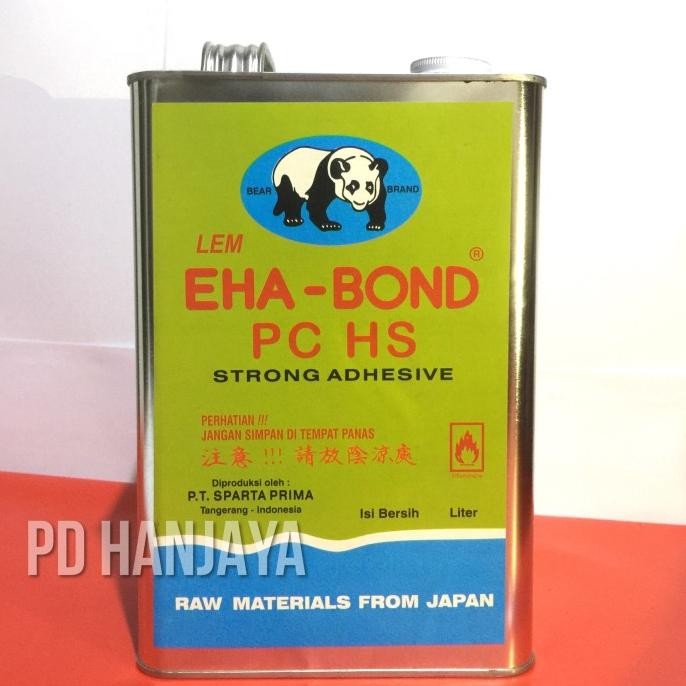 BEAR BRAND
LEM
EHA-BOND ®
PC HS
STRONG ADHESIVE
PERHATIAN !!!
JANGAN SIMPAN DI TEMPAT PANAS
注意 !!! 請放陰涼處
Diproduksi oleh :
P.T. SPARTA PRIMA
Tangerang - Indonesia
Isi Bersih Liter
PD HANJAYA
RAW MATERIALS FROM JAPAN